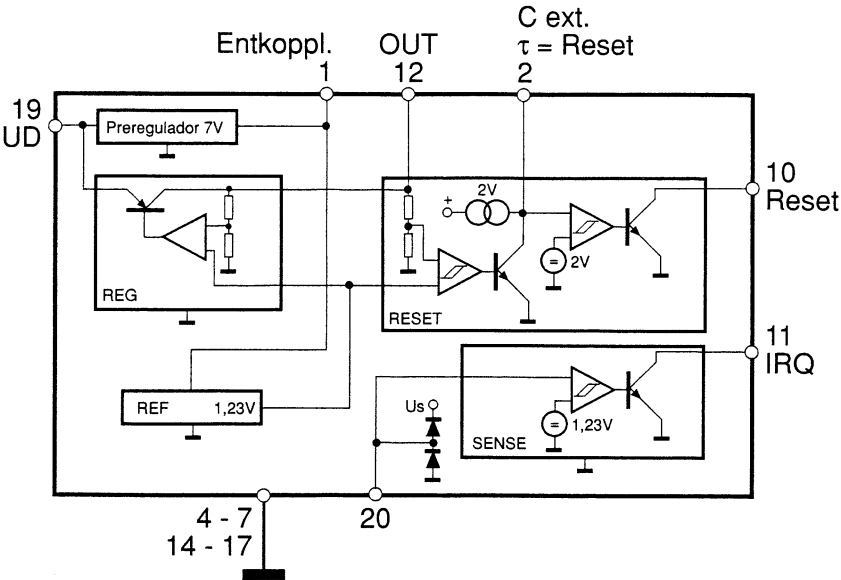 C ext.
Entkoppl. OUT τ = Reset
1 12 2
19
UD
Preregulador 7V
10
Reset
+
2V
2V
REG
RESET
11
IRQ
REF 1,23V
Us
1,23V
SENSE
4 - 7
14 - 17
20